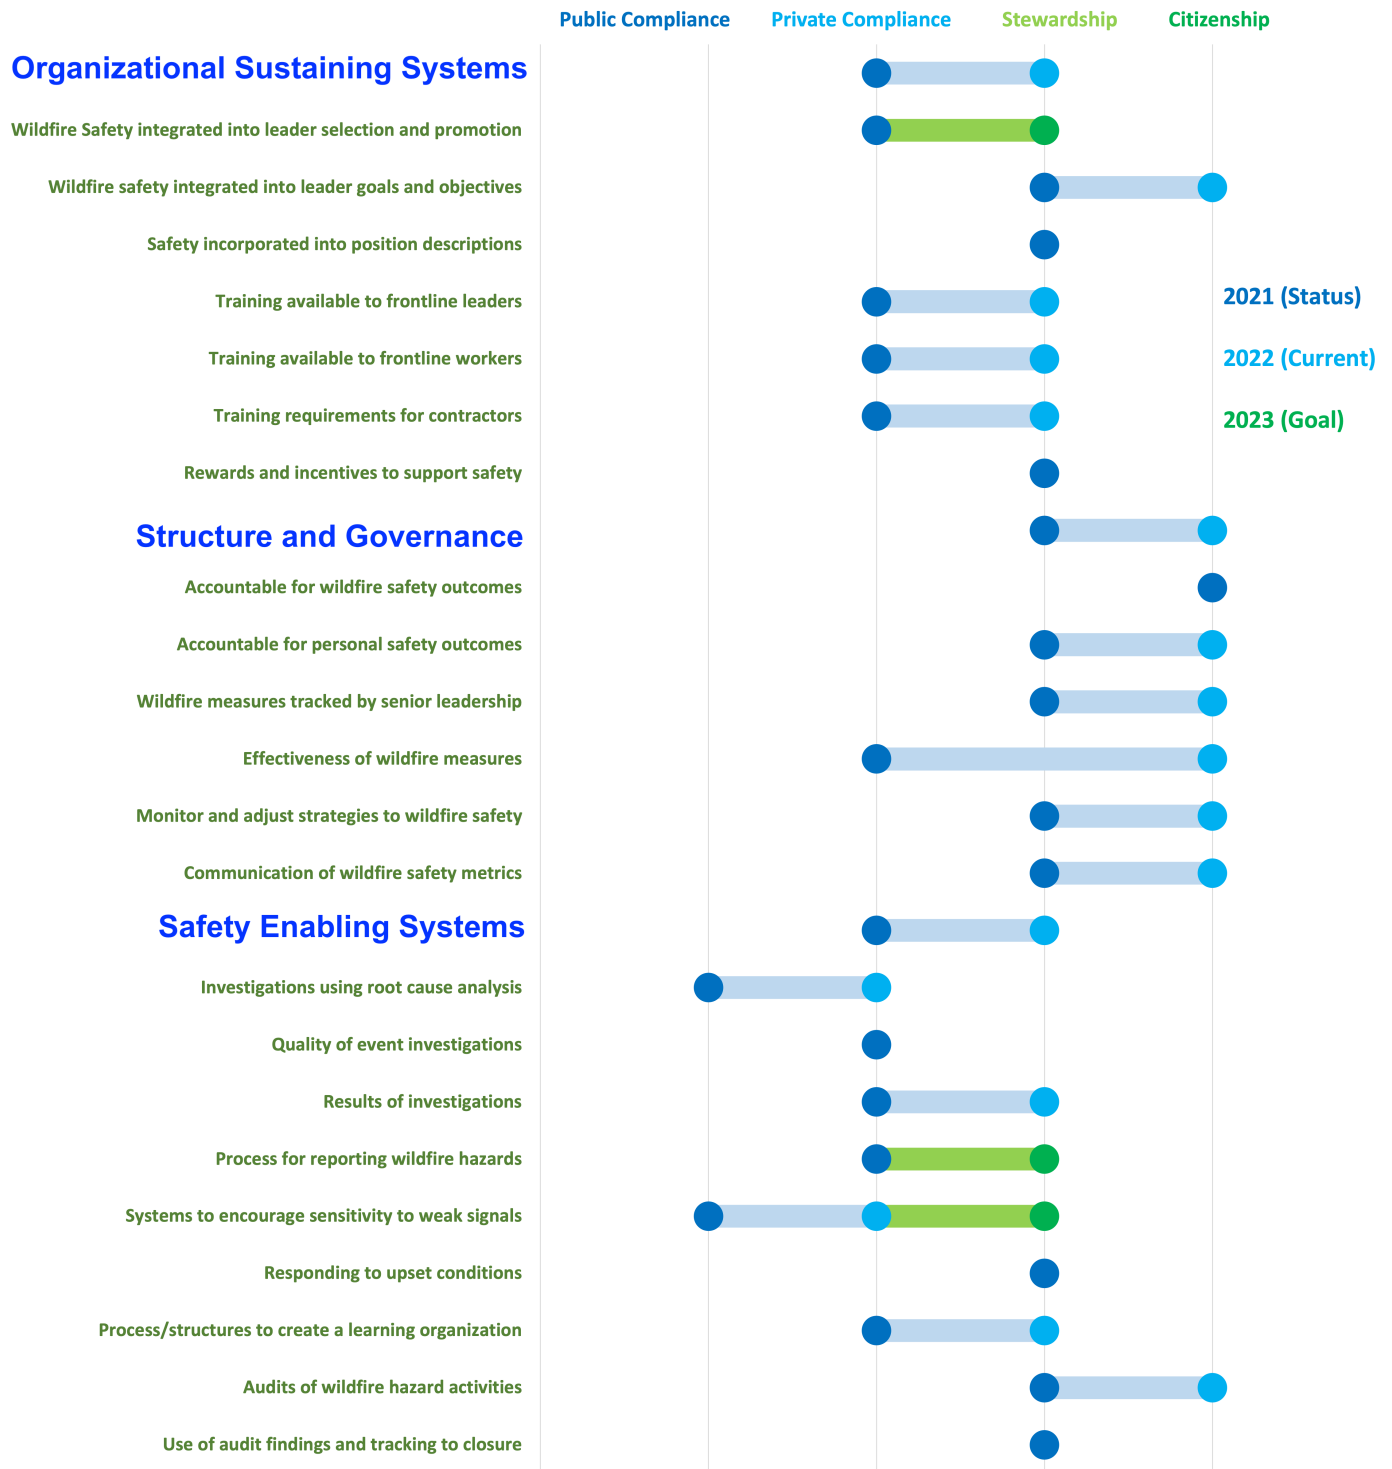 Public Compliance
Private Compliance
Stewardship
Citizenship
Organizational Sustaining Systems
Wildfire Safety integrated into leader selection and promotion
Wildfire safety integrated into leader goals and objectives
Safety incorporated into position descriptions
Training available to frontline leaders
2021 (Status)
Training available to frontline workers
2022 (Current)
Training requirements for contractors
2023 (Goal)
Rewards and incentives to support safety
Structure and Governance
Accountable for wildfire safety outcomes
Accountable for personal safety outcomes
Wildfire measures tracked by senior leadership
Effectiveness of wildfire measures
Monitor and adjust strategies to wildfire safety
Communication of wildfire safety metrics
Safety Enabling Systems
Investigations using root cause analysis
Quality of event investigations
Results of investigations
Process for reporting wildfire hazards
Systems to encourage sensitivity to weak signals
Responding to upset conditions
Process/structures to create a learning organization
Audits of wildfire hazard activities
Use of audit findings and tracking to closure